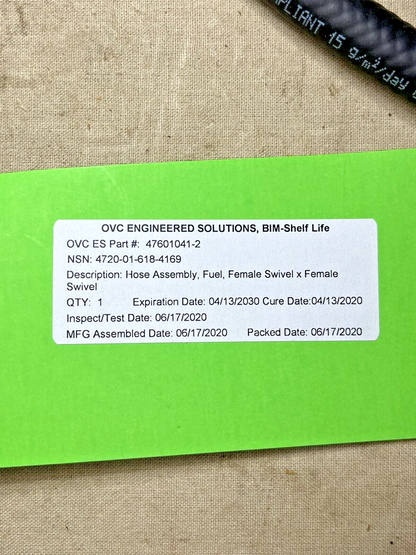 MPLIANT 15 g/m²/day
OVC ENGINEERED SOLUTIONS, BIM-Shelf Life
OVC ES Part #: 47601041-2
NSN: 4720-01-618-4169
Description: Hose Assembly, Fuel, Female Swivel x Female
Swivel
QTY: 1 Expiration Date: 04/13/2030 Cure Date:04/13/2020
Inspect/Test Date: 06/17/2020
MFG Assembled Date: 06/17/2020 Packed Date: 06/17/2020